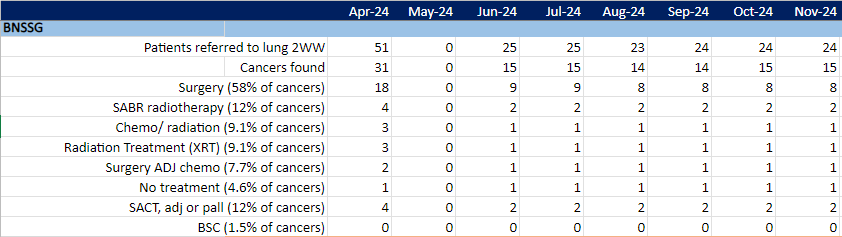 Apr-24 May-24 Jun-24 Jul-24 Aug-24 Sep-24 Oct-24 Nov-24
BNSSG
Patients referred to lung 2WW 51 0 25 25 23 24 24 24
Cancers found 31 0 15 15 14 14 15 15
Surgery (58% of cancers) 18 0 9 9 8 8 8 8
SABR radiotherapy (12% of cancers) 4 0 2 2 2 2 2 2
Chemo/ radiation (9.1% of cancers) 3 0 1 1 1 1 1 1
Radiation Treatment (XRT) (9.1% of cancers) 3 0 1 1 1 1 1 1
Surgery ADJ chemo (7.7% of cancers) 2 0 1 1 1 1 1 1
No treatment (4.6% of cancers) 1 0 1 1 1 1 1 1
SACT, adj or pall (12% of cancers) 4 0 2 2 2 2 2 2
BSC (1.5% of cancers) 0 0 0 0 0 0 0 0